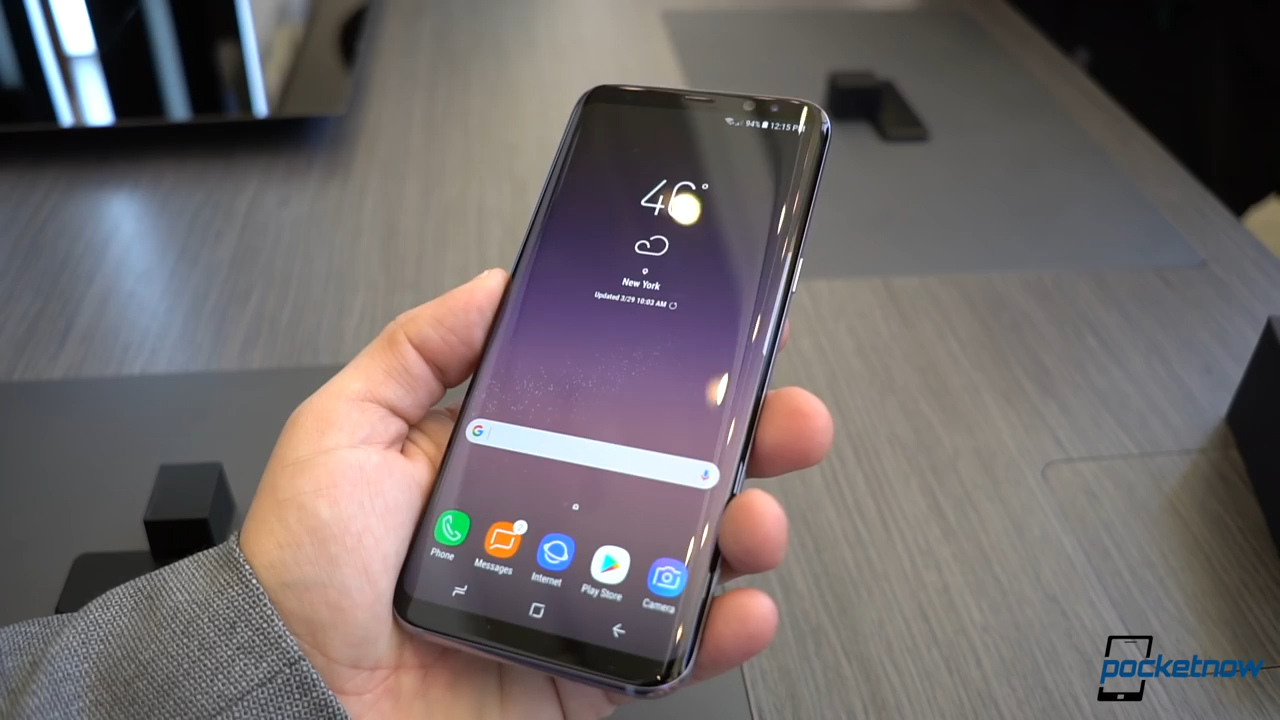 94% 12:15 PM
46°
New York
Updated 3/29 10:03 AM
Phone
Messages
Internet
Play Store
Camera
pocketnow